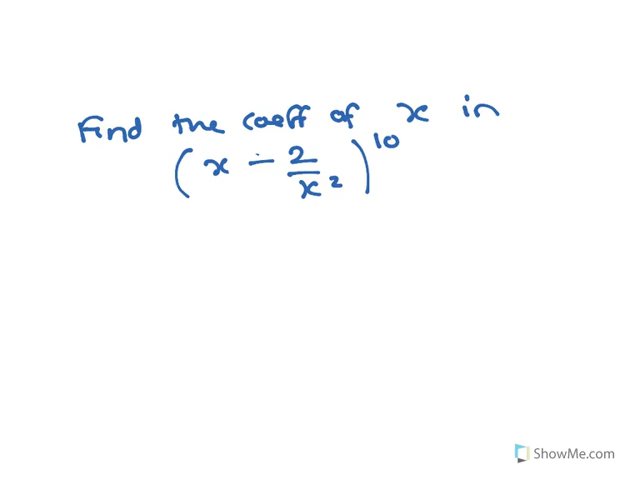 Find the coeff of x in
(x - 2/x²)¹⁰
ShowMe.com